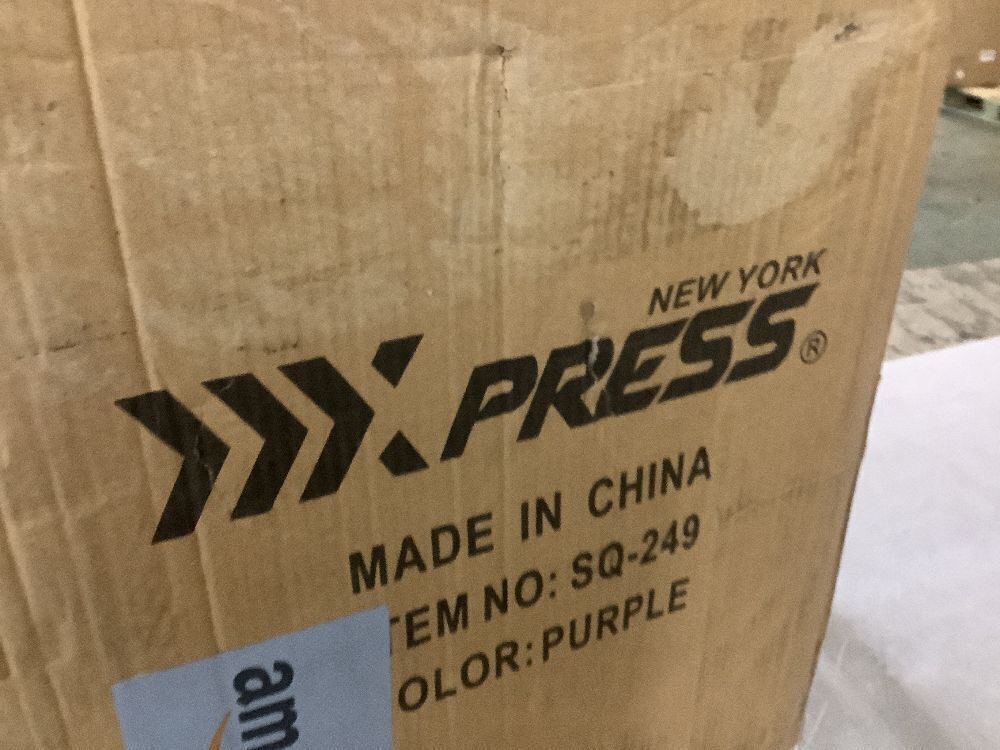 NEW YORK
XPRESS®
MADE IN CHINA
TEM NO: SQ-249
OLOR: PURPLE
am